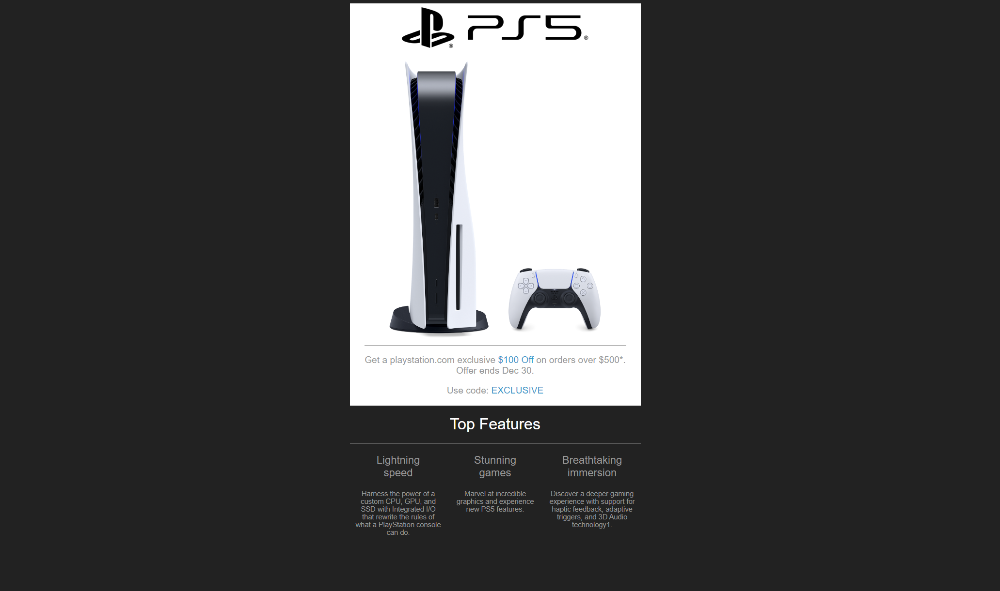 PS5®
®
Get a playstation.com exclusive $100 Off on orders over $500*.
Offer ends Dec 30.
Use code: EXCLUSIVE
Top Features
Lightning
speed
Harness the power of a
custom CPU, GPU, and
SSD with Integrated I/O
that rewrite the rules of
what a PlayStation console
can do.
Stunning
games
Marvel at incredible
graphics and experience
new PS5 features.
Breathtaking
immersion
Discover a deeper gaming
experience with support for
haptic feedback, adaptive
triggers, and 3D Audio
technology1.